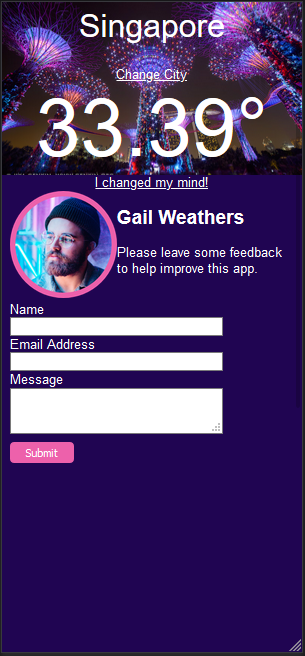 Singapore
Change City
33.39°
I changed my mind!
Gail Weathers
Please leave some feedback
to help improve this app.
Name
Email Address
Message
Submit